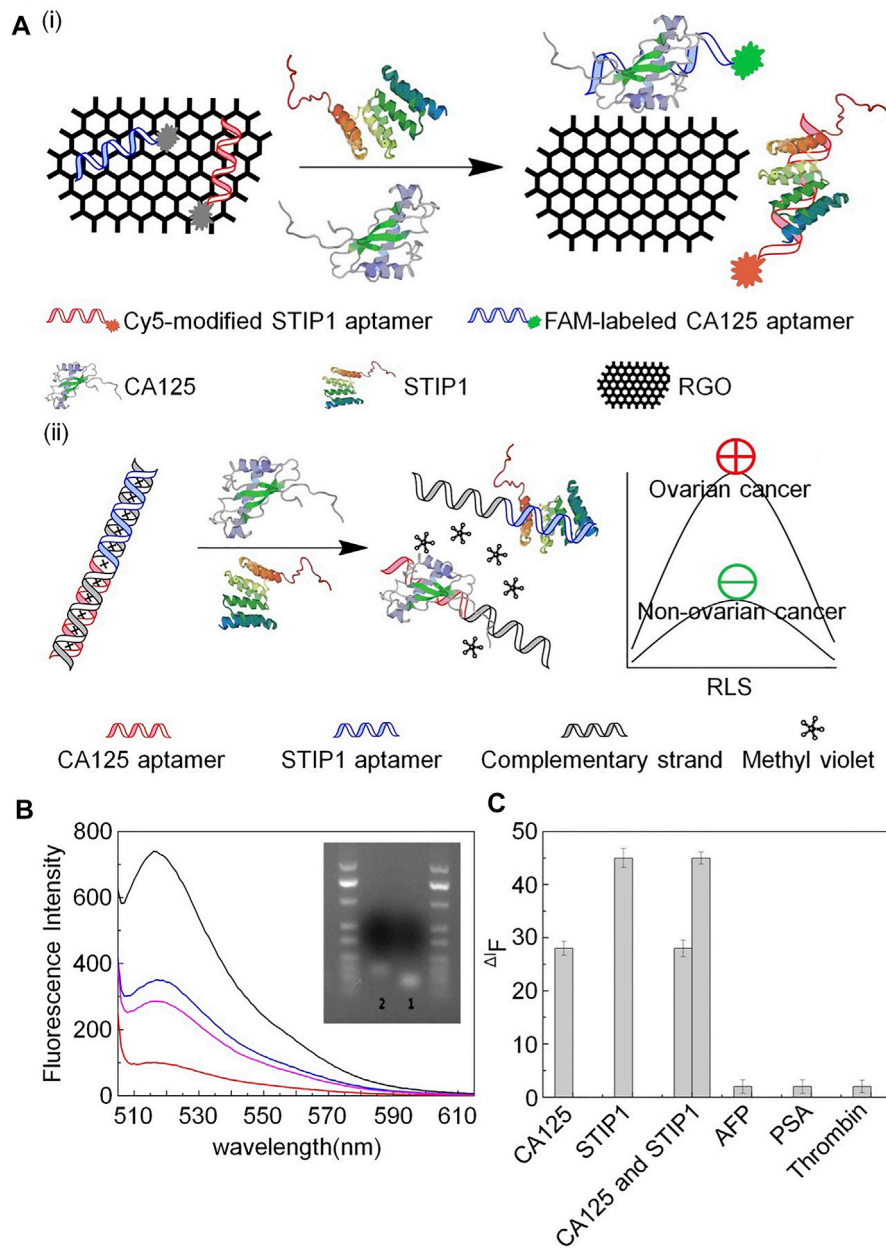 A (i)
Cy5-modified STIP1 aptamer
FAM-labeled CA125 aptamer
CA125
STIP1
RGO
(ii)
Ovarian cancer
Non-ovarian cancer
RLS
CA125 aptamer
STIP1 aptamer
Complementary strand
Methyl violet
B
800
600
400
200
0
Fluorescence Intensity
510 530 550 570 590 610
wavelength(nm)
2 1
C
50
40
30
20
10
0
ΔIF
CA125
STIP1
CA125 and STIP1
AFP
PSA
Thrombin